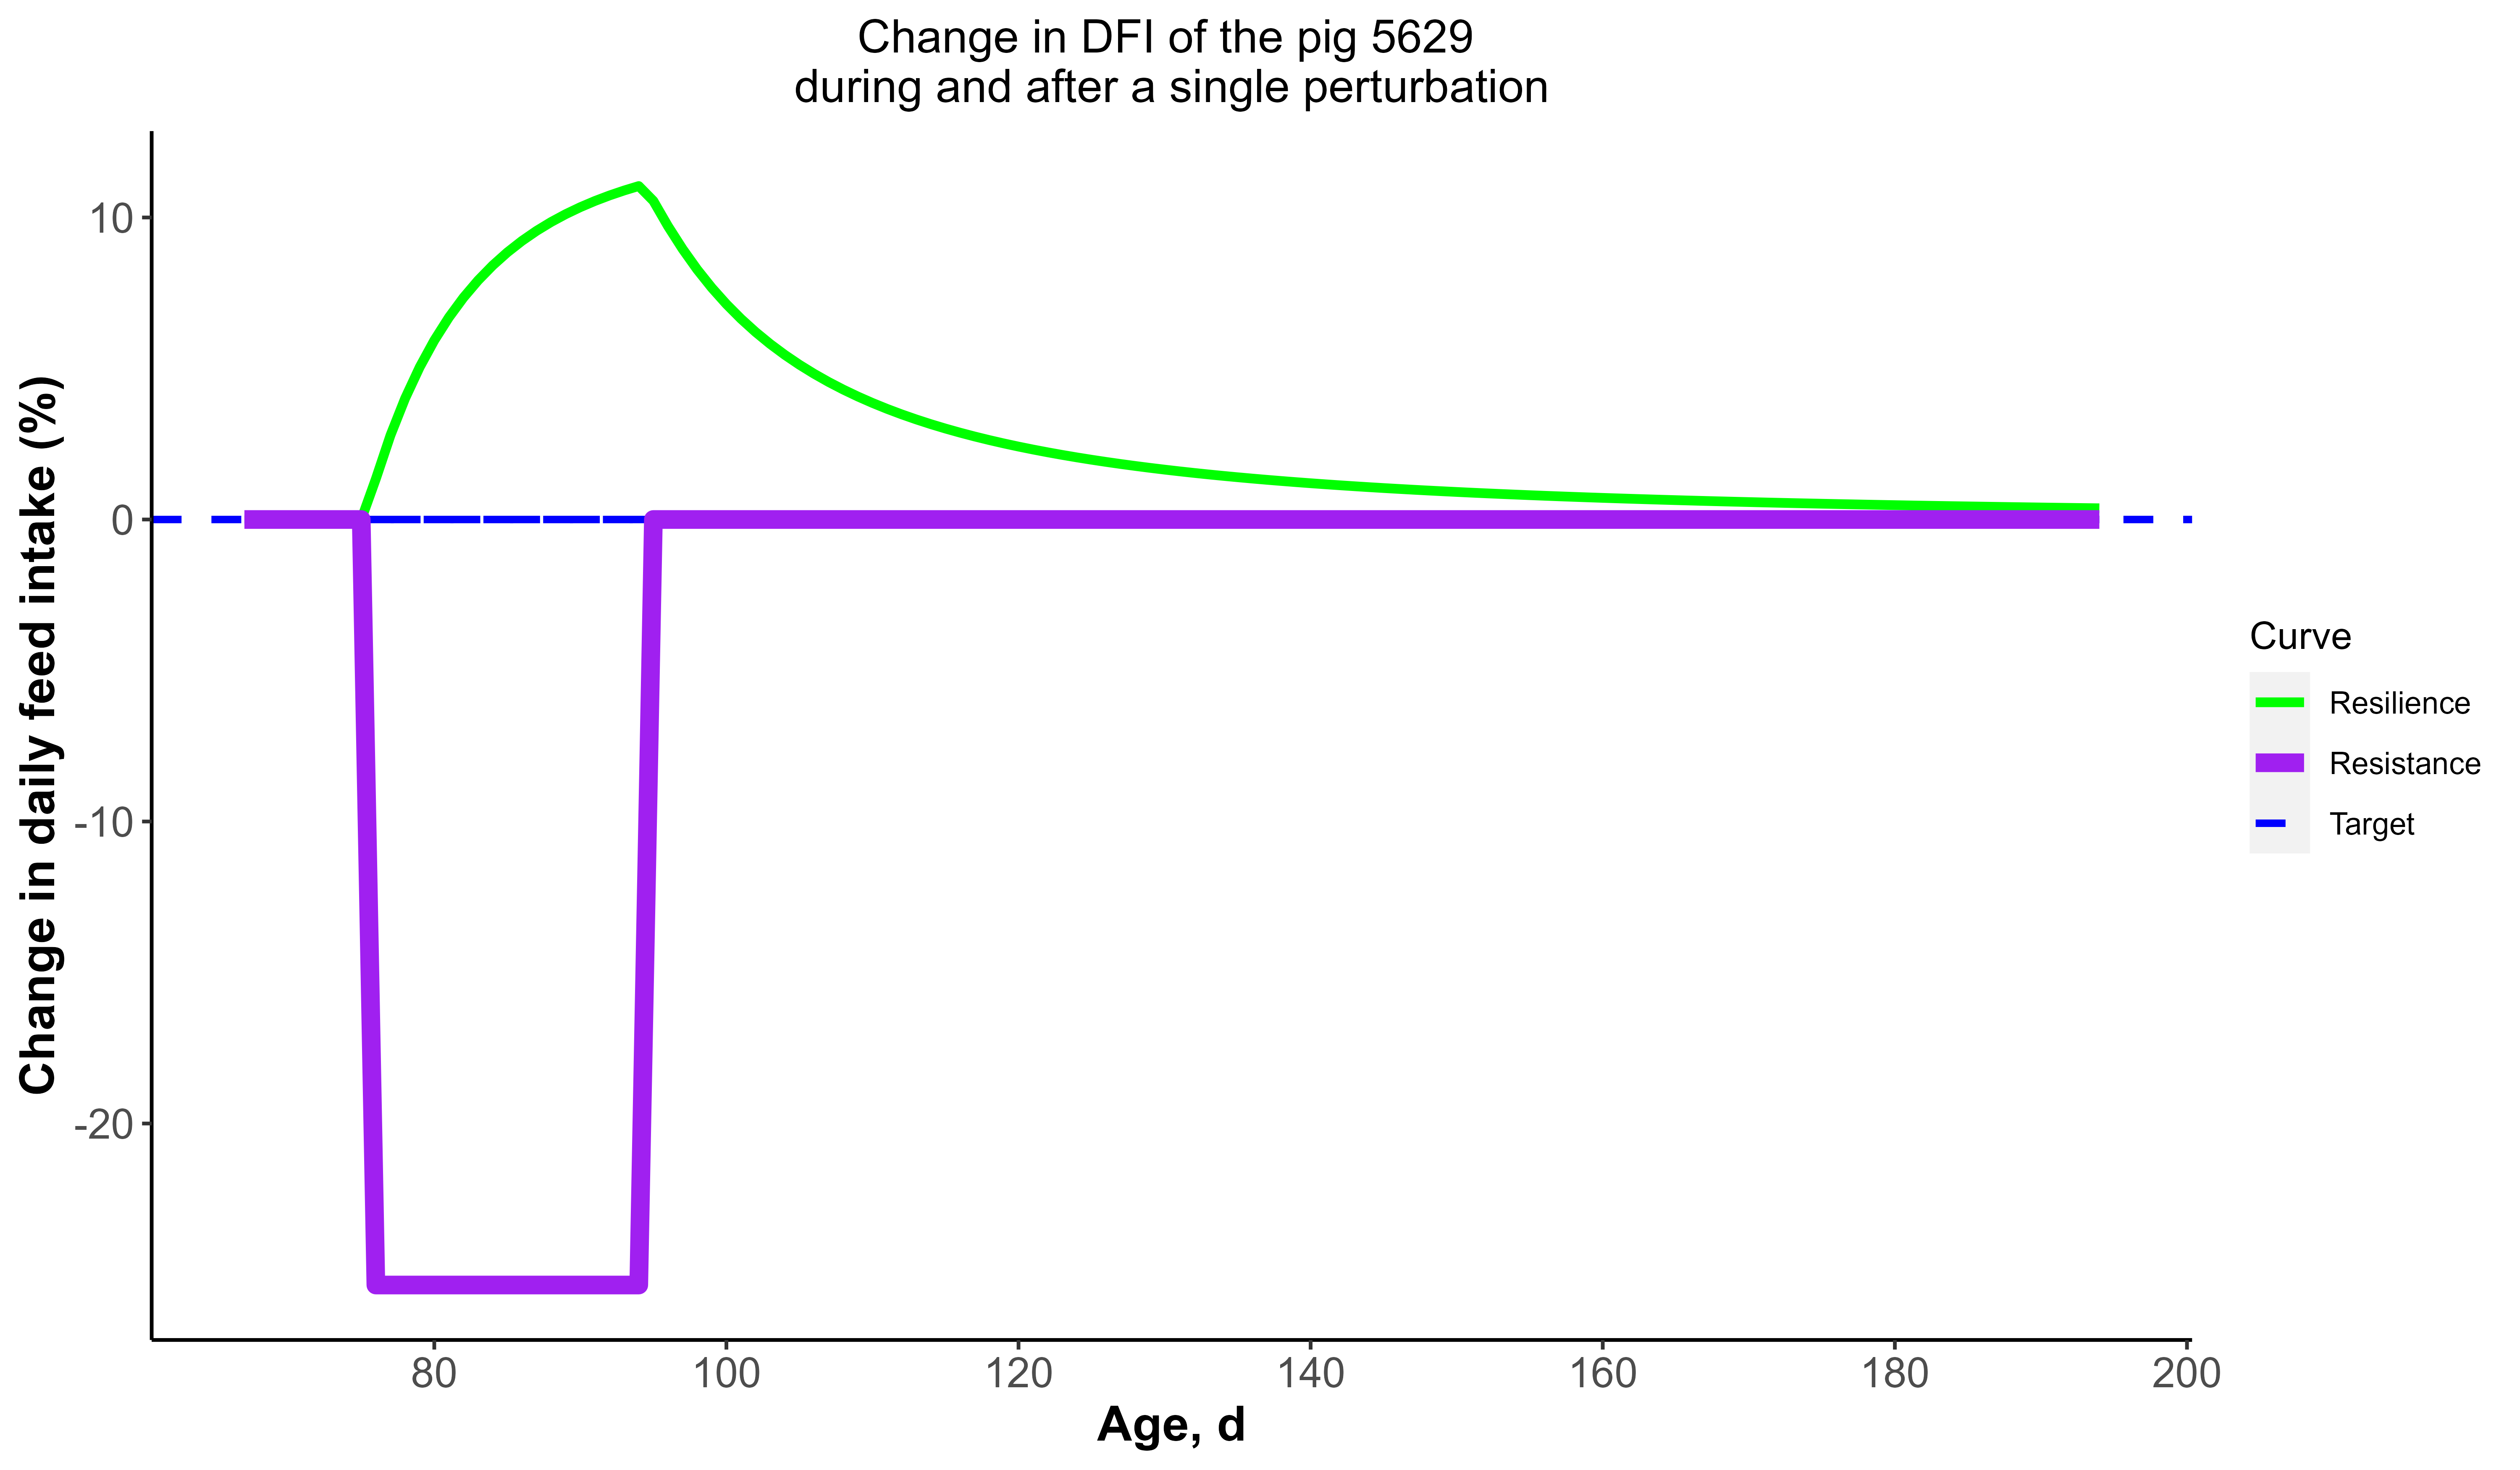 Change in DFI of the pig 5629
during and after a single perturbation
Change in daily feed intake (%)
10
0
-10
-20
80 100 120 140 160 180 200
Age, d
Curve
Resilience
Resistance
Target